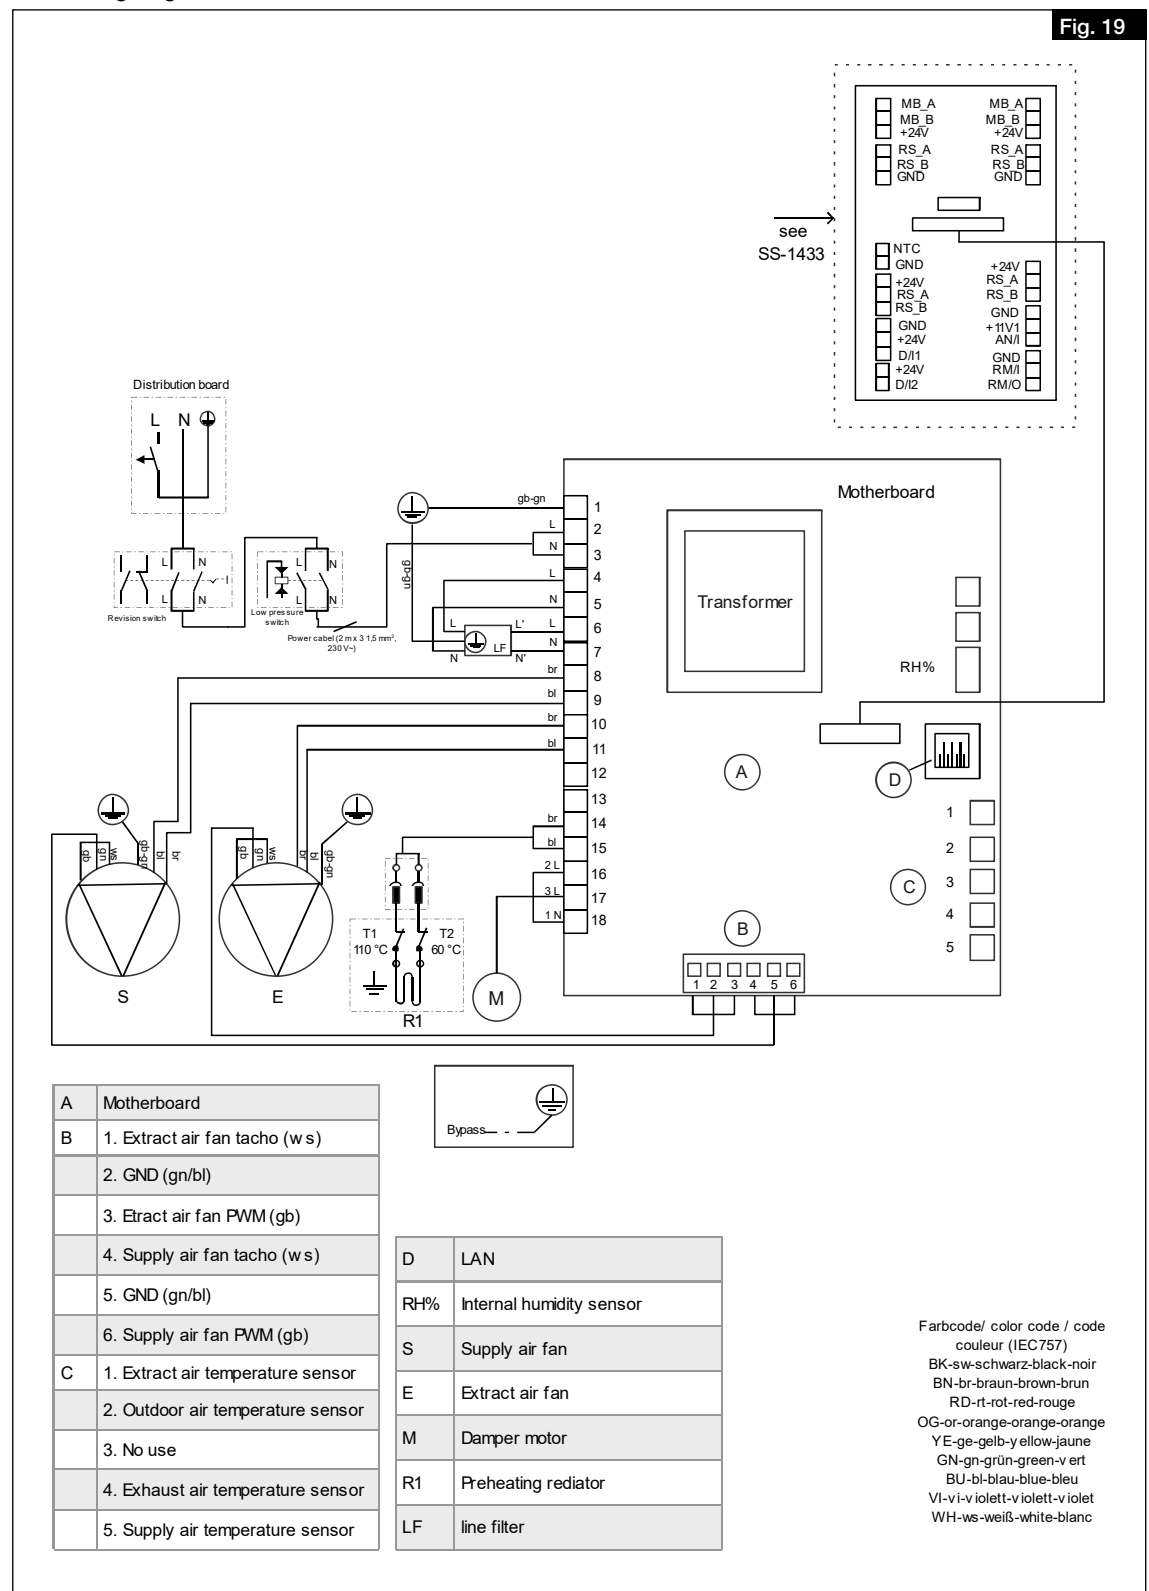 Fig. 19
MB_A
MB_B
+24V
RS_A
RS_B
GND
MB_A
MB_B
+24V
RS_A
RS_B
GND
see
SS-1433
NTC
GND
+24V
RS_A
RS_B
GND
+24V
D/I1
+24V
D/I2
+24V
RS_A
RS_B
GND
+11V1
AN/I
GND
RM/I
RM/O
Distribution board
L N
L N
L N
Revision switch
L N
L N
Low pressure
switch
Power cabel (2 m x 3 1,5 mm²,
230 V~)
Motherboard
Transformer
RH%
gb-gn
gb-gn
L
N
L
N
L
N
L L'
LF
N N'
br
bl
br
bl
br
bl
2 L
3 L
1 N
1
2
3
4
5
6
7
8
9
10
11
12
13
14
15
16
17
18
A
D
1
2
3
4
5
C
B
1 2 3 4 5 6
gb
gn
ws
gb-gn
bl
br
S
gb
gn
ws
br
bl
gb-gn
E
T1
110 °C
T2
60 °C
R1
M
Bypass
A Motherboard
B 1. Extract air fan tacho (ws)
2. GND (gn/bl)
3. Etract air fan PWM (gb)
4. Supply air fan tacho (ws)
5. GND (gn/bl)
6. Supply air fan PWM (gb)
C 1. Extract air temperature sensor
2. Outdoor air temperature sensor
3. No use
4. Exhaust air temperature sensor
5. Supply air temperature sensor
D LAN
RH% Internal humidity sensor
S Supply air fan
E Extract air fan
M Damper motor
R1 Preheating rediator
LF line filter
Farbcode/ color code / code
couleur (IEC757)
BK-sw-schwarz-black-noir
BN-br-braun-brown-brun
RD-rt-rot-red-rouge
OG-or-orange-orange-orange
YE-ge-gelb-yellow-jaune
GN-gn-grün-green-vert
BU-bl-blau-blue-bleu
VI-vi-violett-violett-violet
WH-ws-weiß-white-blanc